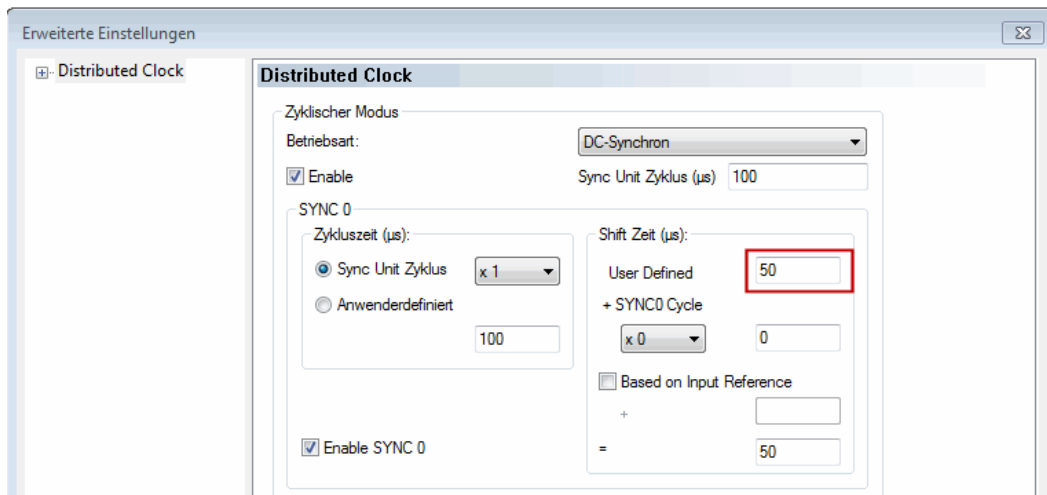 Erweiterte Einstellungen
Distributed Clock
Distributed Clock
Zyklischer Modus
Betriebsart:
DC-Synchron
Enable
Sync Unit Zyklus (µs)
100
SYNC 0
Zykluszeit (µs):
Sync Unit Zyklus
x 1
Anwenderdefiniert
100
Shift Zeit (µs):
User Defined
50
+ SYNC0 Cycle
x 0
0
Based on Input Reference
+
Enable SYNC 0
=
50